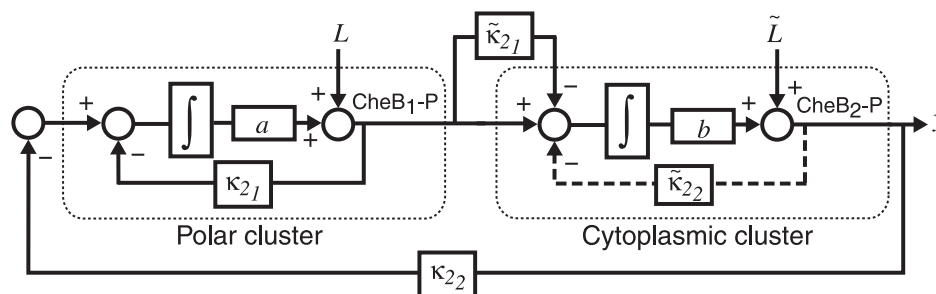 κ̃₂₁
L
L̃
+
CheB₁-P
−
+
CheB₂-P
+ + ∫ a + + ∫ b +
−
−
−
−
κ₂₁
κ̃₂₂
Polar cluster
Cytoplasmic cluster
κ₂₂